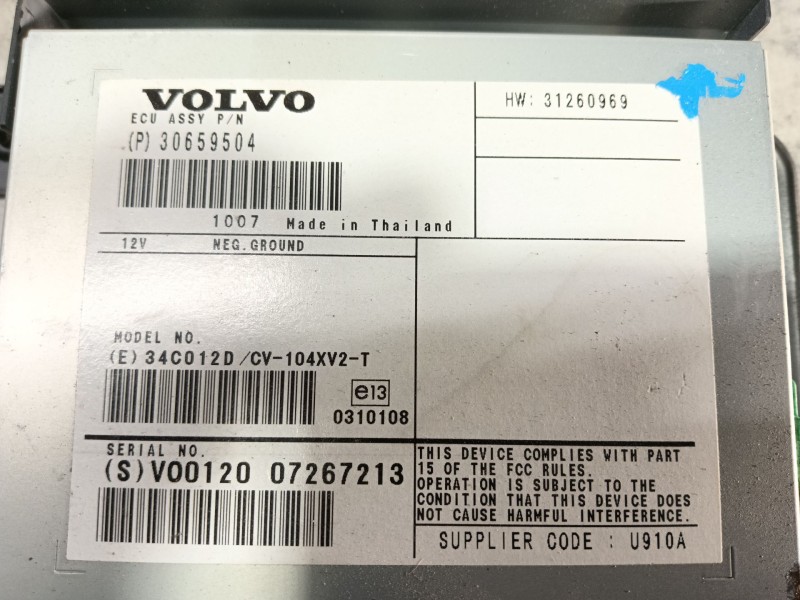 VOLVO
ECU ASSY P/N
(P) 30659504
1007 Made in Thailand
HW: 31260969
12V NEG.GROUND
MODEL NO.
(E) 34C012D/CV-104XV2-T
e13
0310108
SERIAL NO.
(S)VO0120 07267213
THIS DEVICE COMPLIES WITH PART
15 OF THE FCC RULES.
OPERATION IS SUBJECT TO THE
CONDITION THAT THIS DEVICE DOES
NOT CAUSE HARMFUL INTERFERENCE.
SUPPLIER CODE : U910A